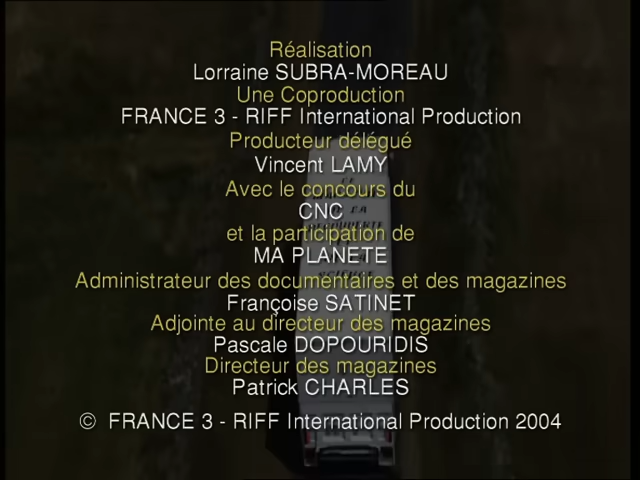 Réalisation
Lorraine SUBRA-MOREAU
Une Coproduction
FRANCE 3 - RIFF International Production
Producteur délégué
Vincent LAMY
Avec le concours du
CNC
et la participation de
MA PLANETE
Administrateur des documentaires et des magazines
Françoise SATINET
Adjointe au directeur des magazines
Pascale DOPOURIDIS
Directeur des magazines
Patrick CHARLES
© FRANCE 3 - RIFF International Production 2004